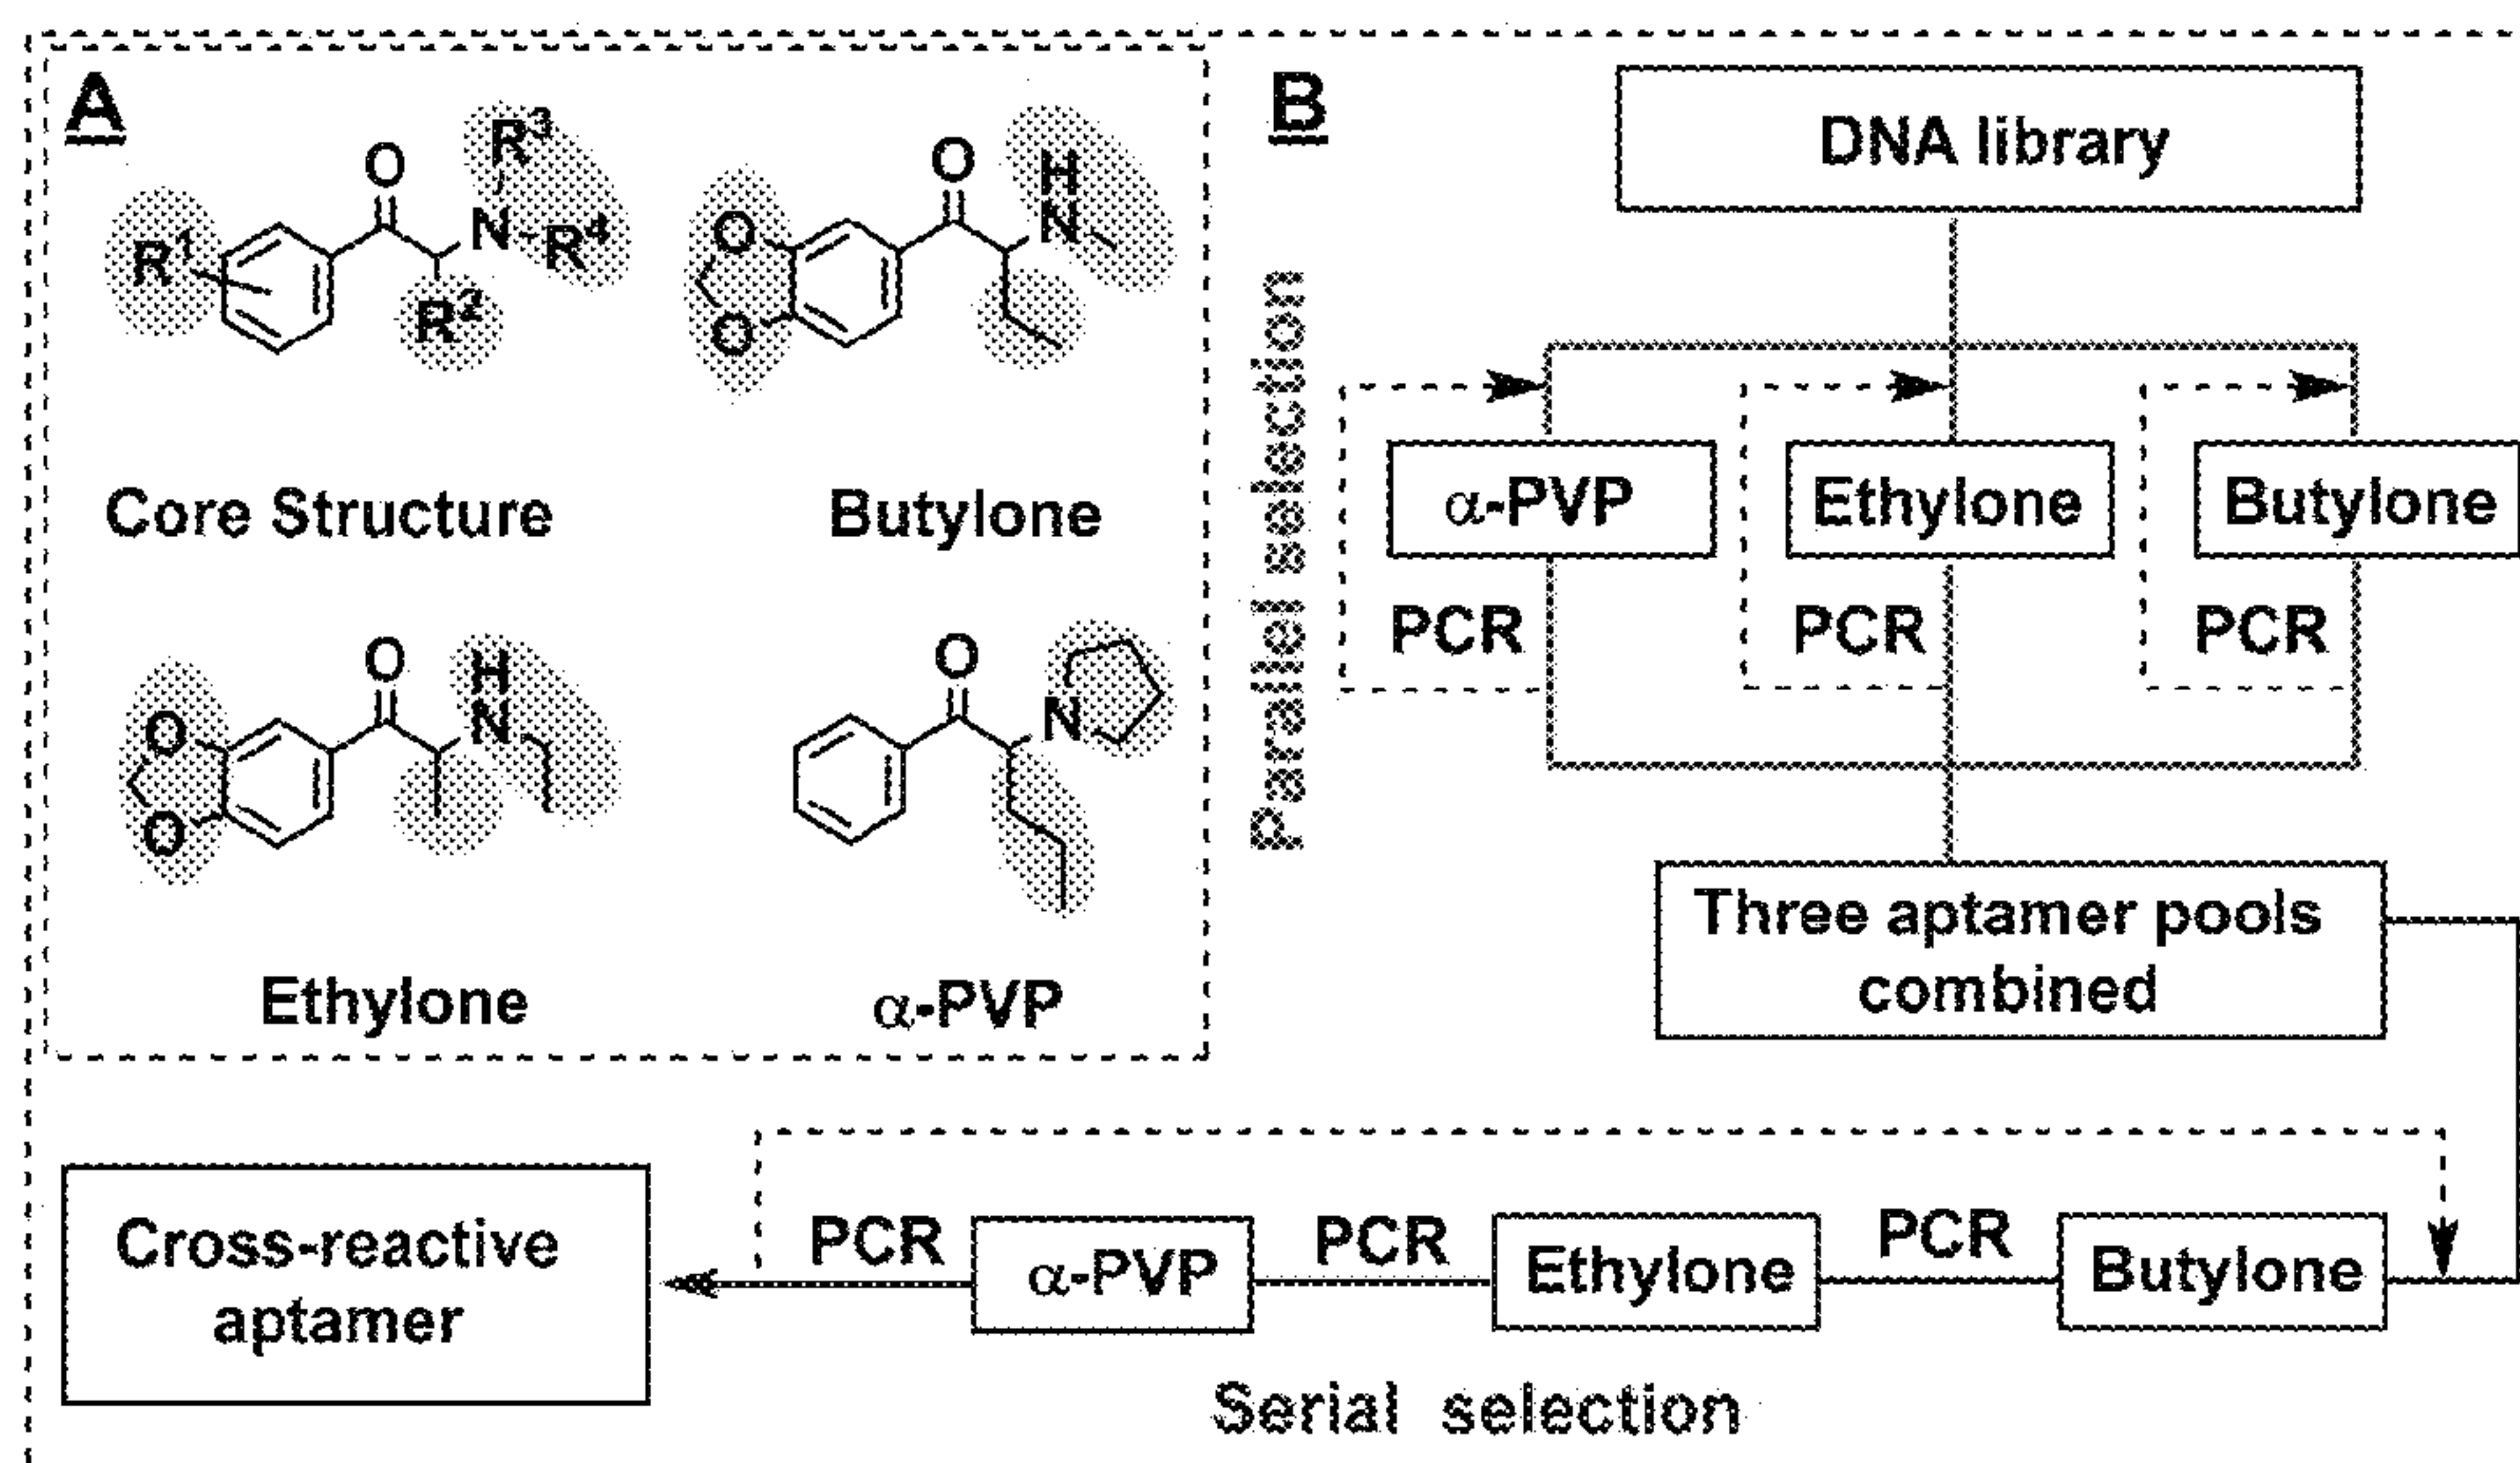 A
R³
O
N
R⁴
R¹
R²
Core Structure
O
H
N
O
O
Butylone
O
H
N
O
O
Ethylone
O
N
α-PVP
B
DNA library
Parallel selection
α-PVP
Ethylone
Butylone
PCR
PCR
PCR
Three aptamer pools
combined
Cross-reactive
aptamer
PCR
α-PVP
PCR
Ethylone
PCR
Butylone
Serial selection